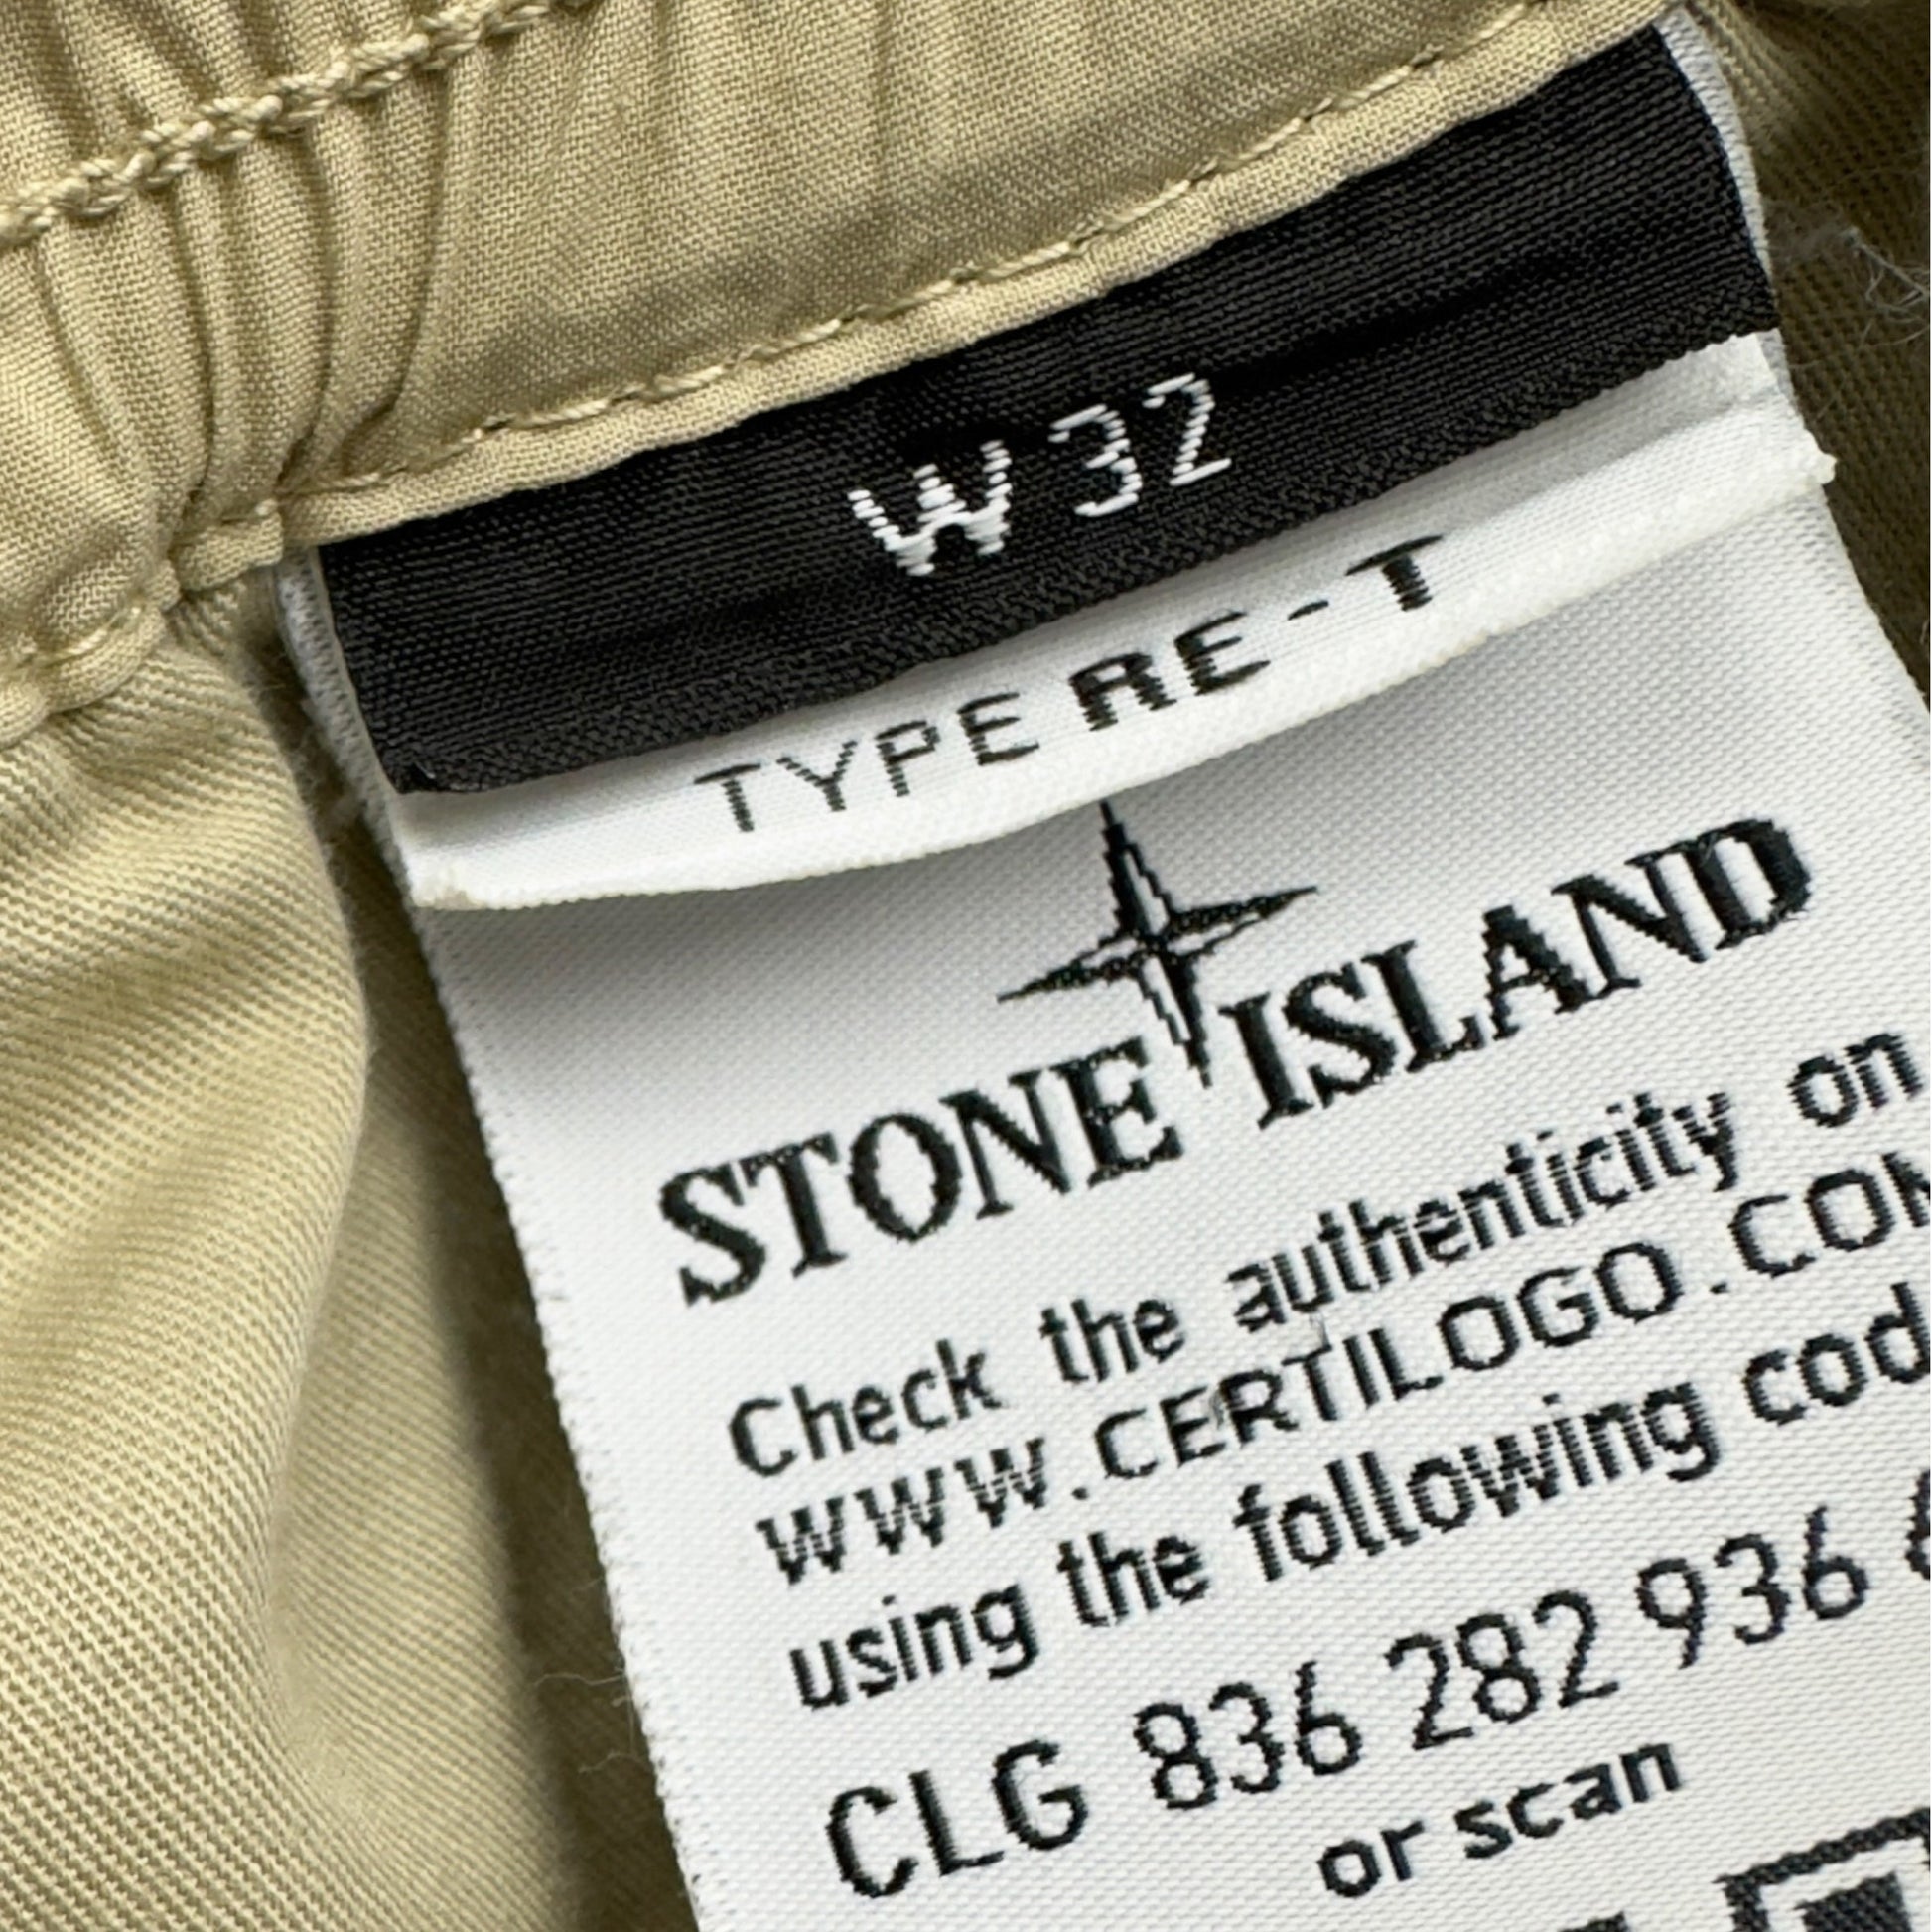 W 32
TYPE RE-T
STONE ISLAND
Check the authenticity on
WWW.CERTILOGO.COM
using the following cod
CLG 836 282 936
or scan